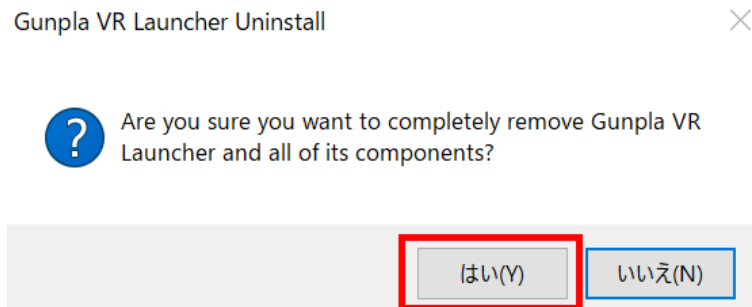 Gunpla VR Launcher Uninstall
Are you sure you want to completely remove Gunpla VR
Launcher and all of its components?
はい(Y)
いいえ(N)